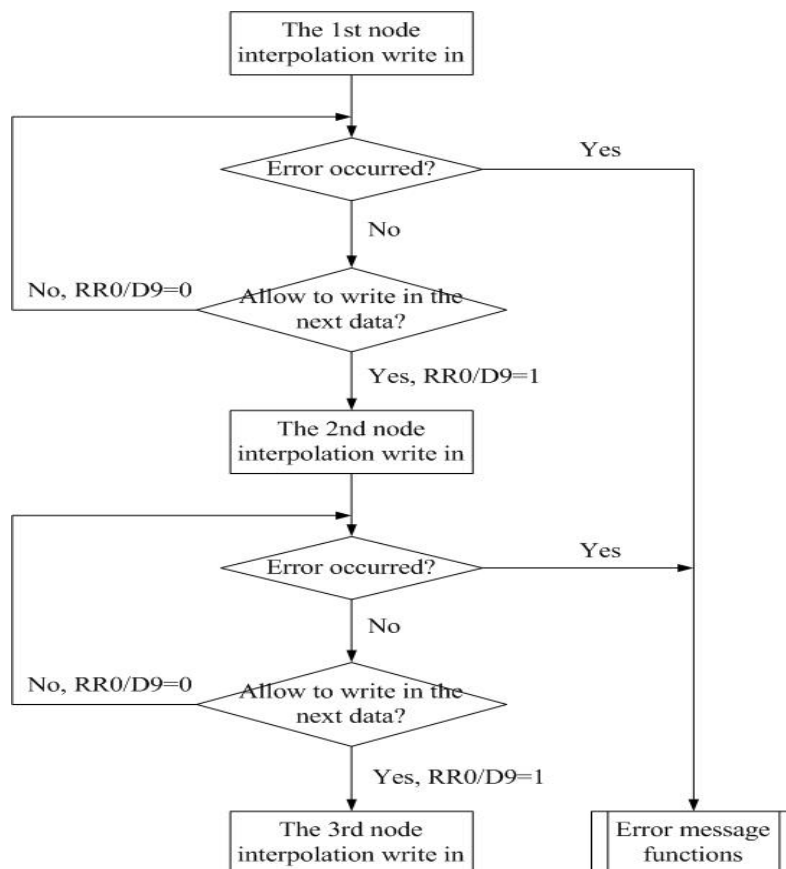 The 1st node
interpolation write in
Error occurred?
Yes
No
No, RR0/D9=0
Allow to write in the
next data?
Yes, RR0/D9=1
The 2nd node
interpolation write in
Error occurred?
Yes
No
No, RR0/D9=0
Allow to write in the
next data?
Yes, RR0/D9=1
The 3rd node
interpolation write in
Error message
functions